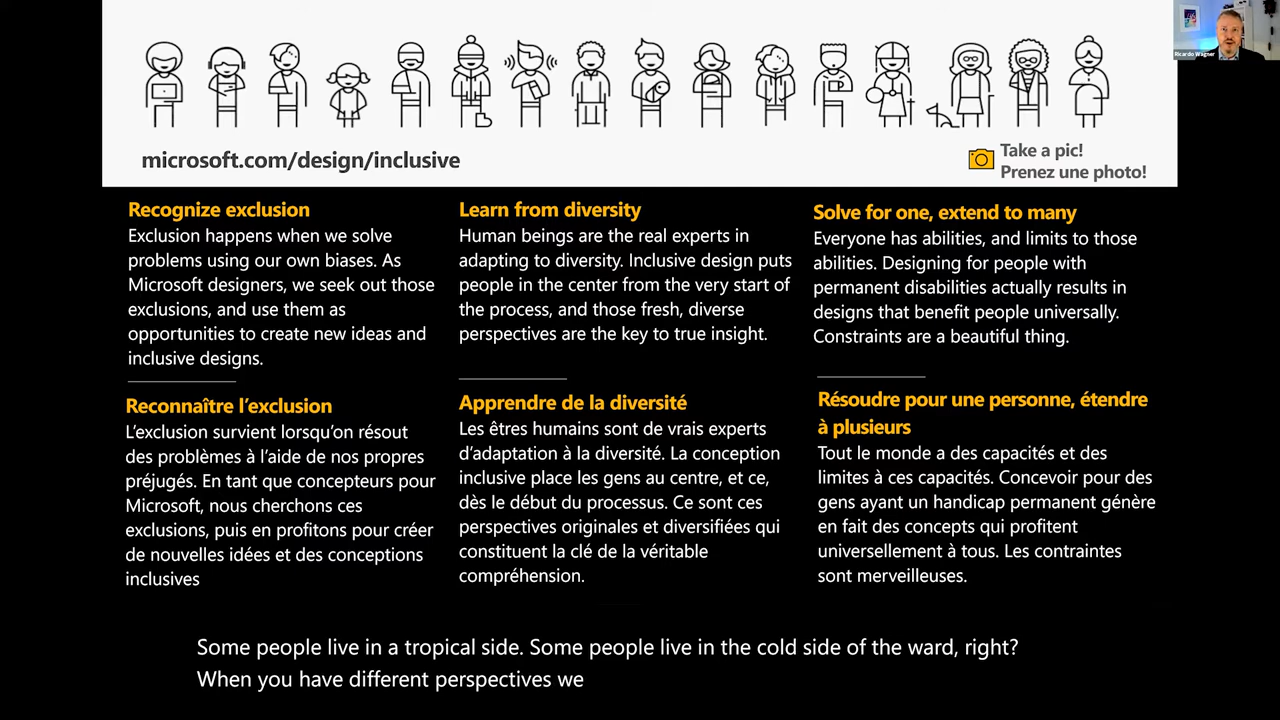 Ricardo Wagner
microsoft.com/design/inclusive
Take a pic!
Prenez une photo!
Recognize exclusion
Exclusion happens when we solve
problems using our own biases. As
Microsoft designers, we seek out those
exclusions, and use them as
opportunities to create new ideas and
inclusive designs.
Learn from diversity
Human beings are the real experts in
adapting to diversity. Inclusive design puts
people in the center from the very start of
the process, and those fresh, diverse
perspectives are the key to true insight.
Solve for one, extend to many
Everyone has abilities, and limits to those
abilities. Designing for people with
permanent disabilities actually results in
designs that benefit people universally.
Constraints are a beautiful thing.
Reconnaître l’exclusion
L’exclusion survient lorsqu’on résout
des problèmes à l’aide de nos propres
préjugés. En tant que concepteurs pour
Microsoft, nous cherchons ces
exclusions, puis en profitons pour créer
de nouvelles idées et des conceptions
inclusives
Apprendre de la diversité
Les êtres humains sont de vrais experts
d’adaptation à la diversité. La conception
inclusive place les gens au centre, et ce,
dès le début du processus. Ce sont ces
perspectives originales et diversifiées qui
constituent la clé de la véritable
compréhension.
Résoudre pour une personne, étendre
à plusieurs
Tout le monde a des capacités et des
limites à ces capacités. Concevoir pour des
gens ayant un handicap permanent génère
en fait des concepts qui profitent
universellement à tous. Les contraintes
sont merveilleuses.
Some people live in a tropical side. Some people live in the cold side of the ward, right?
When you have different perspectives we